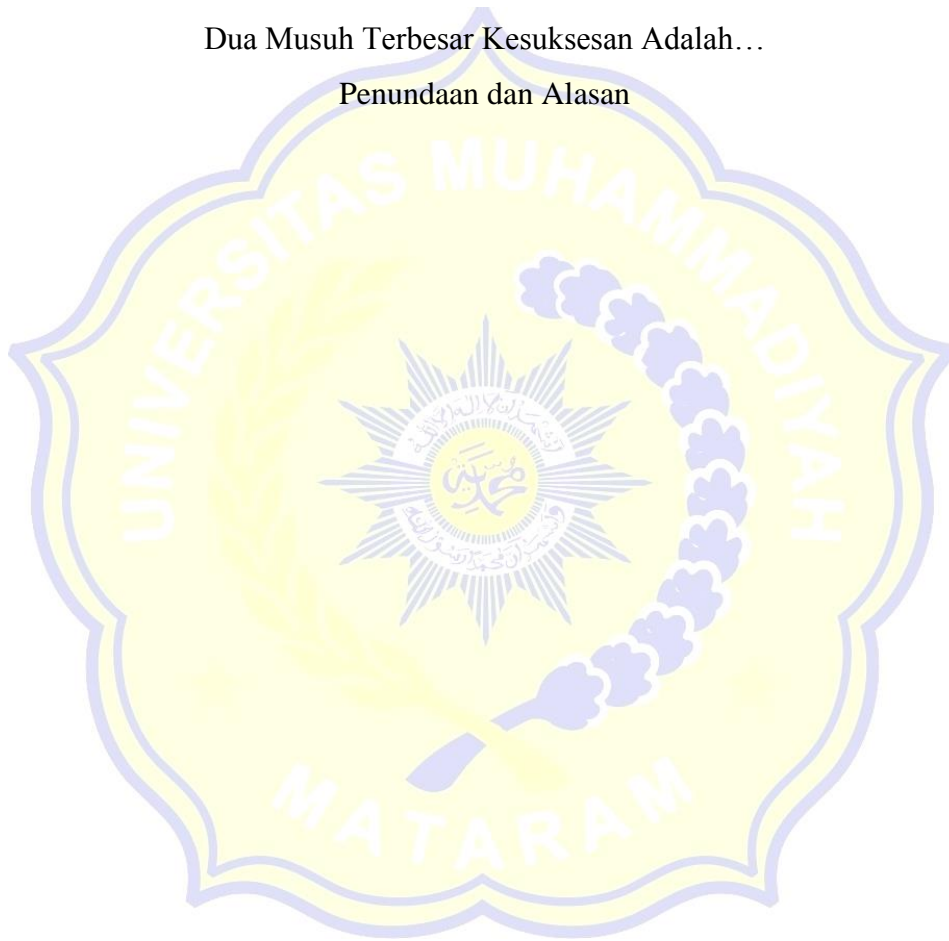 Dua Musuh Terbesar Kesuksesan Adalah…
Penundaan dan Alasan
UNIVERSITAS MUHAMMADIYAH
MATARAM